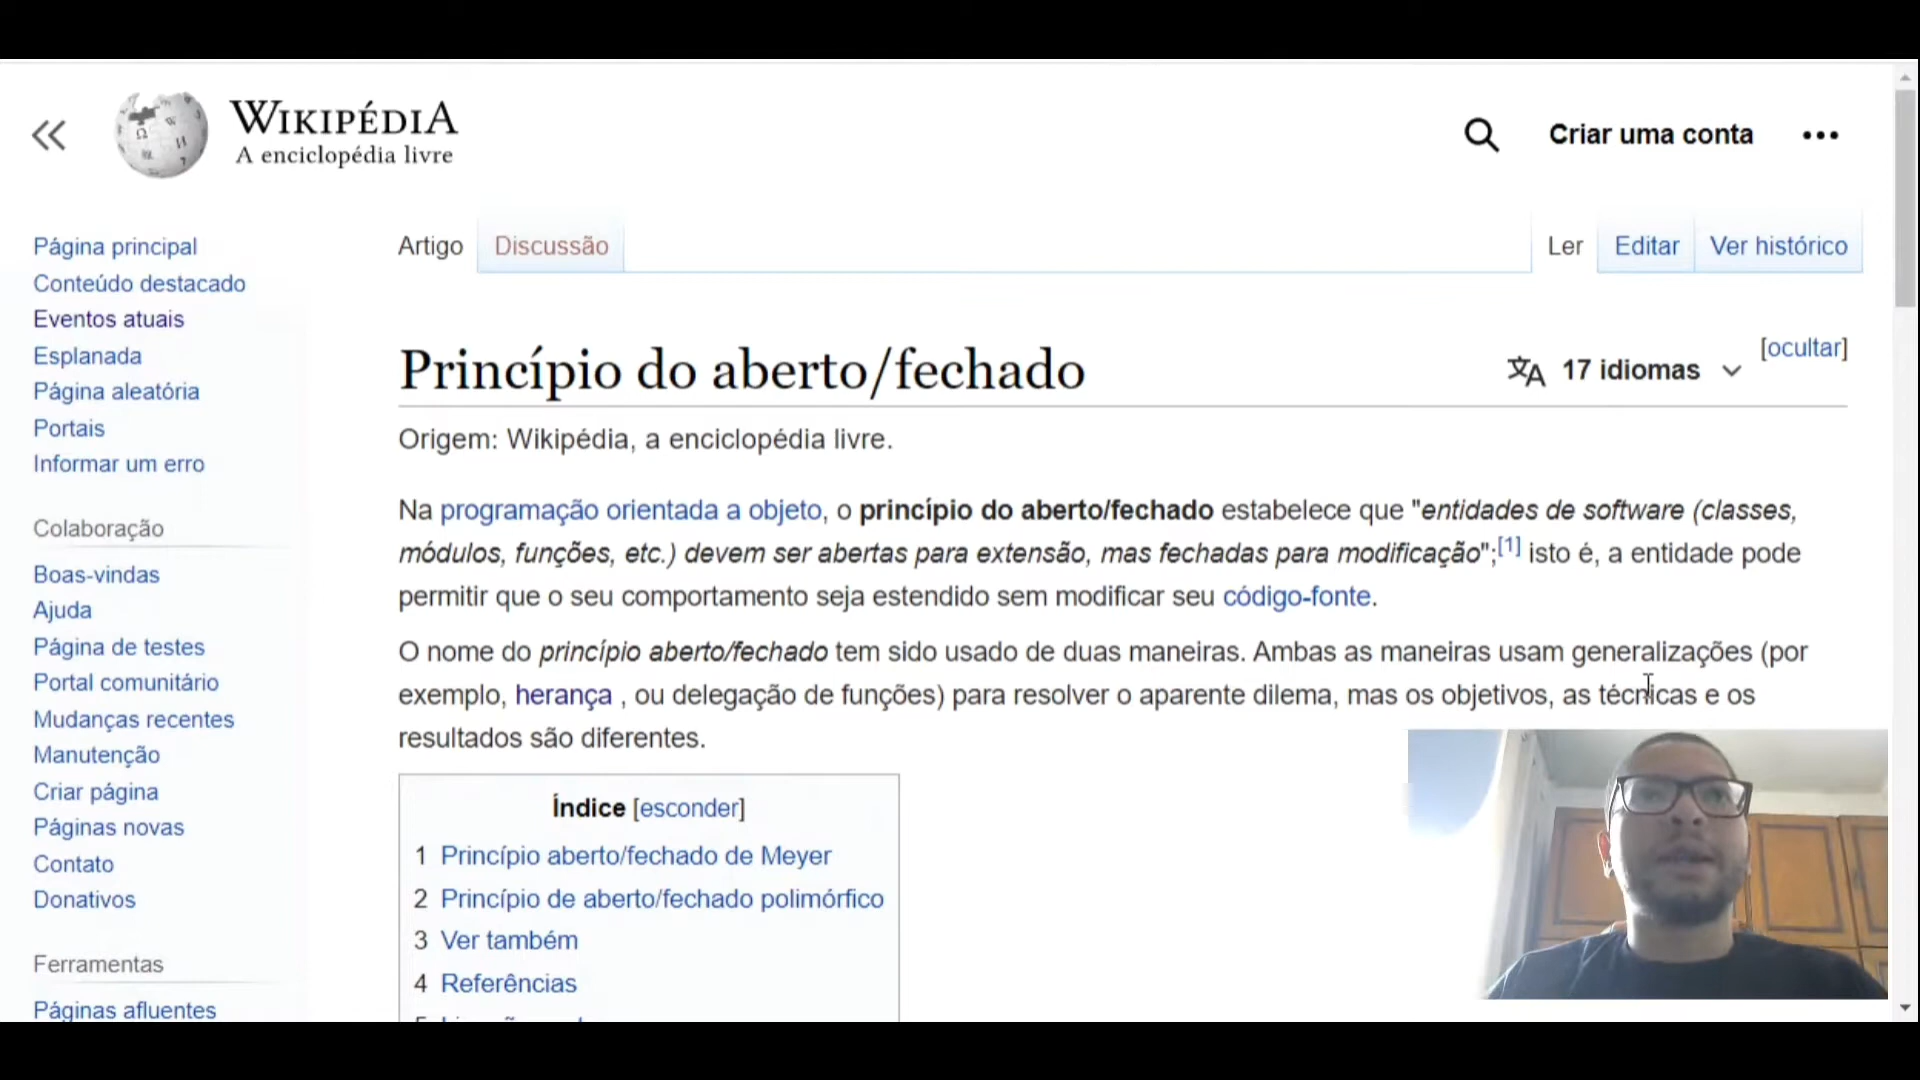 WIKIPÉDIA
A enciclopédia livre
Criar uma conta
Página principal
Conteúdo destacado
Eventos atuais
Esplanada
Página aleatória
Portais
Informar um erro
Colaboração
Boas-vindas
Ajuda
Página de testes
Portal comunitário
Mudanças recentes
Manutenção
Criar página
Páginas novas
Contato
Donativos
Ferramentas
Páginas afluentes
Artigo Discussão Ler Editar Ver histórico
[ocultar]
Princípio do aberto/fechado 17 idiomas
Origem: Wikipédia, a enciclopédia livre.
Na programação orientada a objeto, o princípio do aberto/fechado estabelece que "entidades de software (classes,
módulos, funções, etc.) devem ser abertas para extensão, mas fechadas para modificação";[1] isto é, a entidade pode
permitir que o seu comportamento seja estendido sem modificar seu código-fonte.
O nome do princípio aberto/fechado tem sido usado de duas maneiras. Ambas as maneiras usam generalizações (por
exemplo, herança , ou delegação de funções) para resolver o aparente dilema, mas os objetivos, as técnicas e os
resultados são diferentes.
Índice [esconder]
1 Princípio aberto/fechado de Meyer
2 Princípio de aberto/fechado polimórfico
3 Ver também
4 Referências